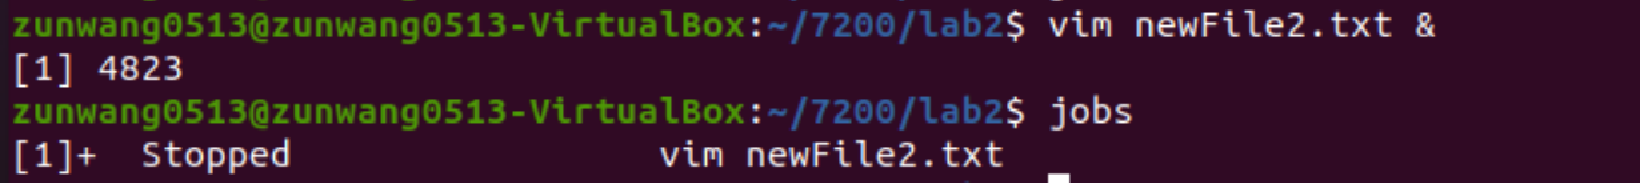 zunwang0513@zunwang0513-VirtualBox:~/7200/lab2$ vim newFile2.txt &
[1] 4823
zunwang0513@zunwang0513-VirtualBox:~/7200/lab2$ jobs
[1]+  Stopped                 vim newFile2.txt